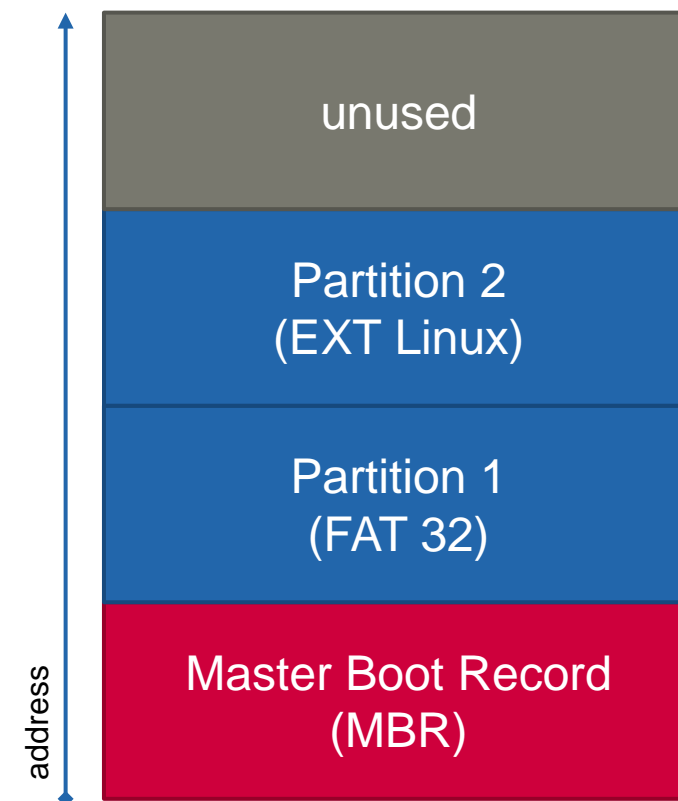 unused
Partition 2
(EXT Linux)
Partition 1
(FAT 32)
Master Boot Record
(MBR)
address